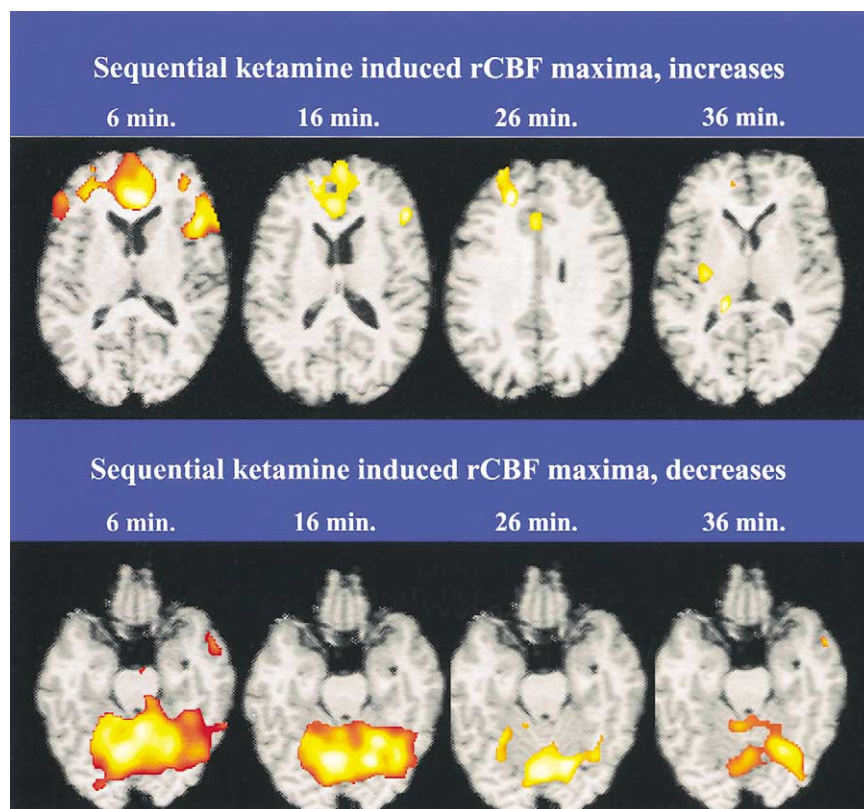 Sequential ketamine induced rCBF maxima, increases
6 min. 16 min. 26 min. 36 min.
Sequential ketamine induced rCBF maxima, decreases
6 min. 16 min. 26 min. 36 min.